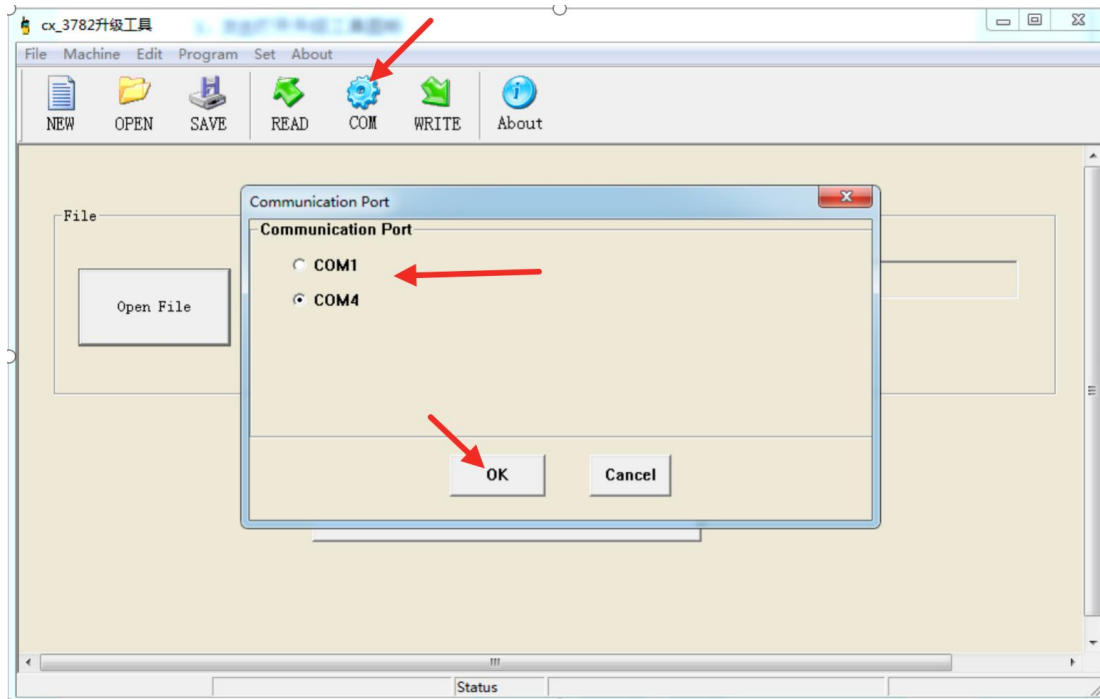 cx_3782升级工具
File Machine Edit Program Set About
NEW OPEN SAVE READ COM WRITE About
File
Open File
Communication Port
Communication Port
COM1
COM4
OK Cancel
Status